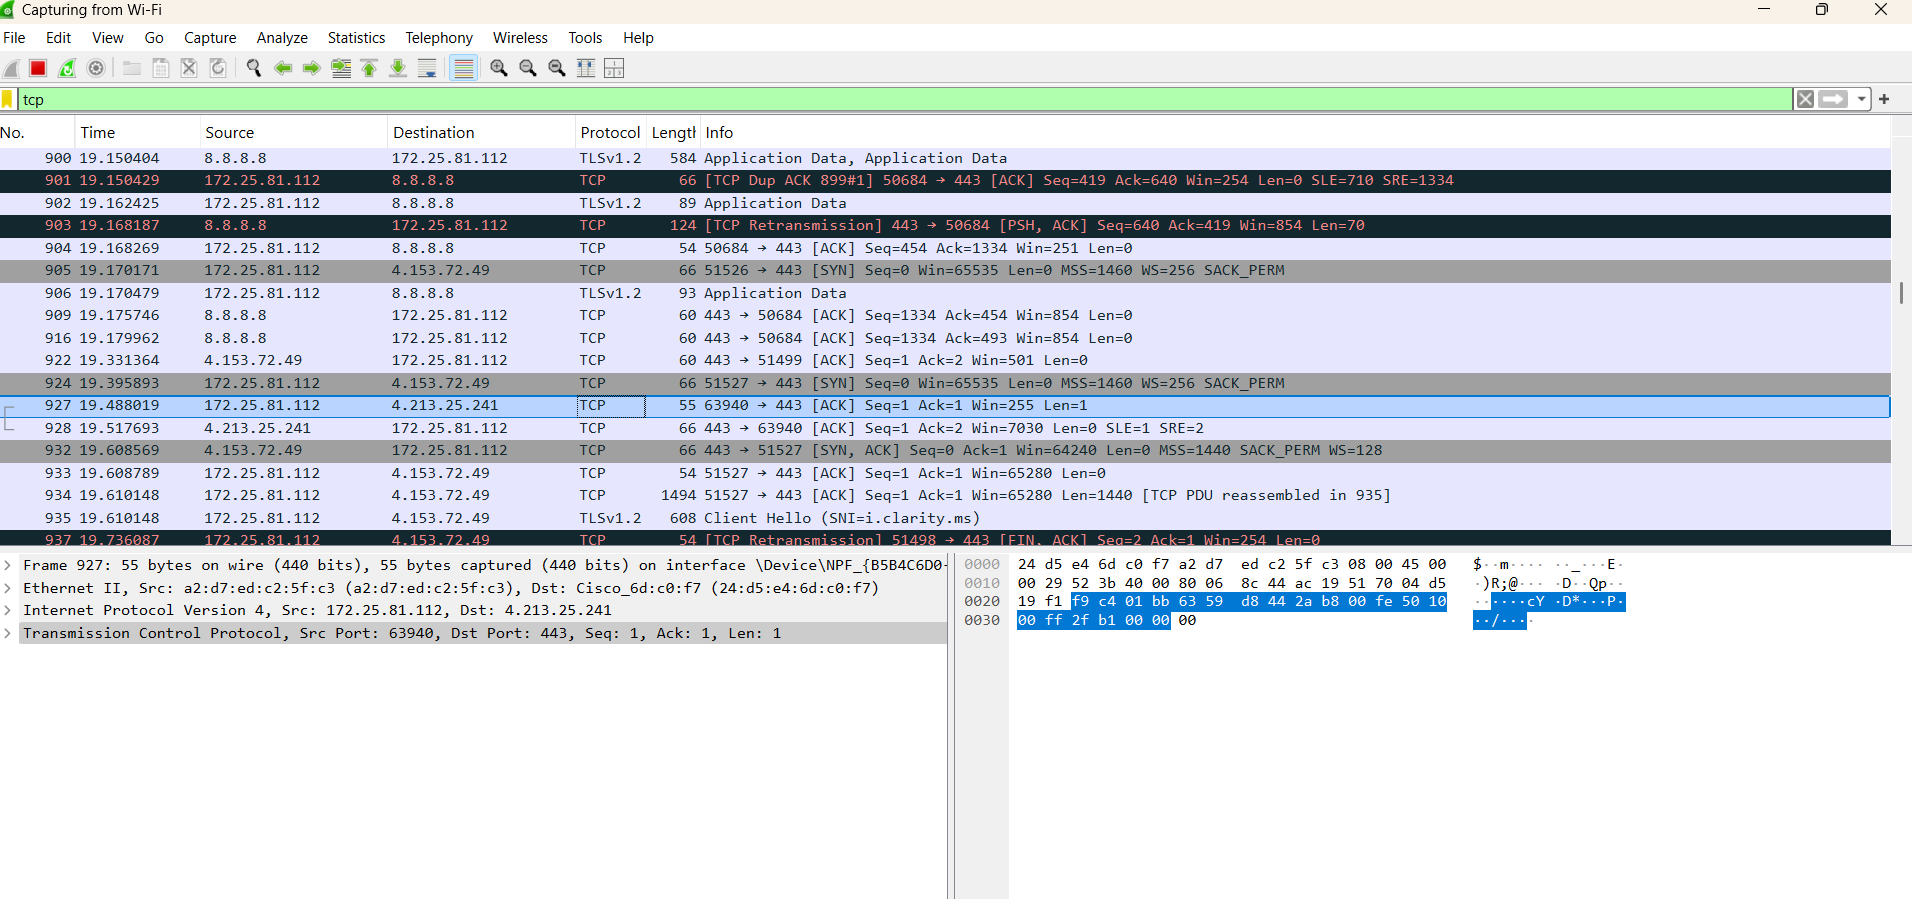 Capturing from Wi-Fi
File Edit View Go Capture Analyze Statistics Telephony Wireless Tools Help
tcp
No. Time Source Destination Protocol Length Info
900 19.150404 8.8.8.8 172.25.81.112 TLSv1.2 584 Application Data, Application Data
901 19.150429 172.25.81.112 8.8.8.8 TCP 66 [TCP Dup ACK 899#1] 50684 → 443 [ACK] Seq=419 Ack=640 Win=254 Len=0 SLE=710 SRE=1334
902 19.162425 172.25.81.112 8.8.8.8 TLSv1.2 89 Application Data
903 19.168187 8.8.8.8 172.25.81.112 TCP 124 [TCP Retransmission] 443 → 50684 [PSH, ACK] Seq=640 Ack=419 Win=854 Len=70
904 19.168269 172.25.81.112 8.8.8.8 TCP 54 50684 → 443 [ACK] Seq=454 Ack=1334 Win=251 Len=0
905 19.170171 172.25.81.112 4.153.72.49 TCP 66 51526 → 443 [SYN] Seq=0 Win=65535 Len=0 MSS=1460 WS=256 SACK_PERM
906 19.170479 172.25.81.112 8.8.8.8 TLSv1.2 93 Application Data
909 19.175746 8.8.8.8 172.25.81.112 TCP 60 443 → 50684 [ACK] Seq=1334 Ack=454 Win=854 Len=0
916 19.179962 8.8.8.8 172.25.81.112 TCP 60 443 → 50684 [ACK] Seq=1334 Ack=493 Win=854 Len=0
922 19.331364 4.153.72.49 172.25.81.112 TCP 60 443 → 51499 [ACK] Seq=1 Ack=2 Win=501 Len=0
924 19.395893 172.25.81.112 4.153.72.49 TCP 66 51527 → 443 [SYN] Seq=0 Win=65535 Len=0 MSS=1460 WS=256 SACK_PERM
927 19.488019 172.25.81.112 4.213.25.241 TCP 55 63940 → 443 [ACK] Seq=1 Ack=1 Win=255 Len=1
928 19.517693 4.213.25.241 172.25.81.112 TCP 66 443 → 63940 [ACK] Seq=1 Ack=2 Win=7030 Len=0 SLE=1 SRE=2
932 19.608569 4.153.72.49 172.25.81.112 TCP 66 443 → 51527 [SYN, ACK] Seq=0 Ack=1 Win=64240 Len=0 MSS=1440 SACK_PERM WS=128
933 19.608789 172.25.81.112 4.153.72.49 TCP 54 51527 → 443 [ACK] Seq=1 Ack=1 Win=65280 Len=0
934 19.610148 172.25.81.112 4.153.72.49 TCP 1494 51527 → 443 [ACK] Seq=1 Ack=1 Win=65280 Len=1440 [TCP PDU reassembled in 935]
935 19.610148 172.25.81.112 4.153.72.49 TLSv1.2 608 Client Hello (SNI=i.clarity.ms)
937 19.736087 172.25.81.112 4.153.72.49 TCP 54 [TCP Retransmission] 51498 → 443 [FIN, ACK] Seq=2 Ack=1 Win=254 Len=0
Frame 927: 55 bytes on wire (440 bits), 55 bytes captured (440 bits) on interface \Device\NPF_{B5B4C6D0-
Ethernet II, Src: a2:d7:ed:c2:5f:c3 (a2:d7:ed:c2:5f:c3), Dst: Cisco_6d:c0:f7 (24:d5:e4:6d:c0:f7)
Internet Protocol Version 4, Src: 172.25.81.112, Dst: 4.213.25.241
Transmission Control Protocol, Src Port: 63940, Dst Port: 443, Seq: 1, Ack: 1, Len: 1
0000 24 d5 e4 6d c0 f7 a2 d7 ed c2 5f c3 08 00 45 00 $··m···· ··_···E·
0010 00 29 52 3b 40 00 80 06 8c 44 ac 19 51 70 04 d5 ·)R;@··· ·D··Qp··
0020 19 f1 f9 c4 01 bb 63 59 d8 44 2a b8 00 fe 50 10 ······cY ·D*···P·
0030 00 ff 2f b1 00 00 00 ··/····